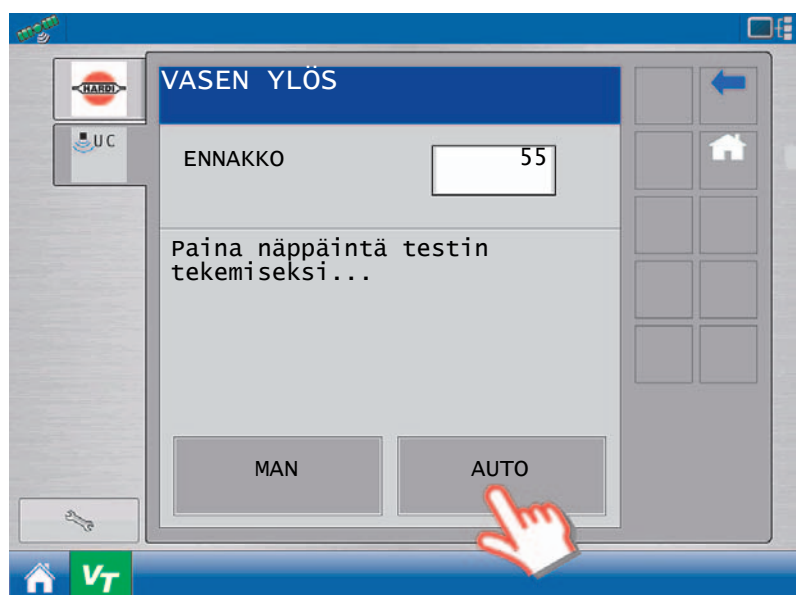 HARDI
VASEN YLÖS
UC
ENNAKKO 55
Paina näppäintä testin
tekemiseksi...
MAN AUTO
VT